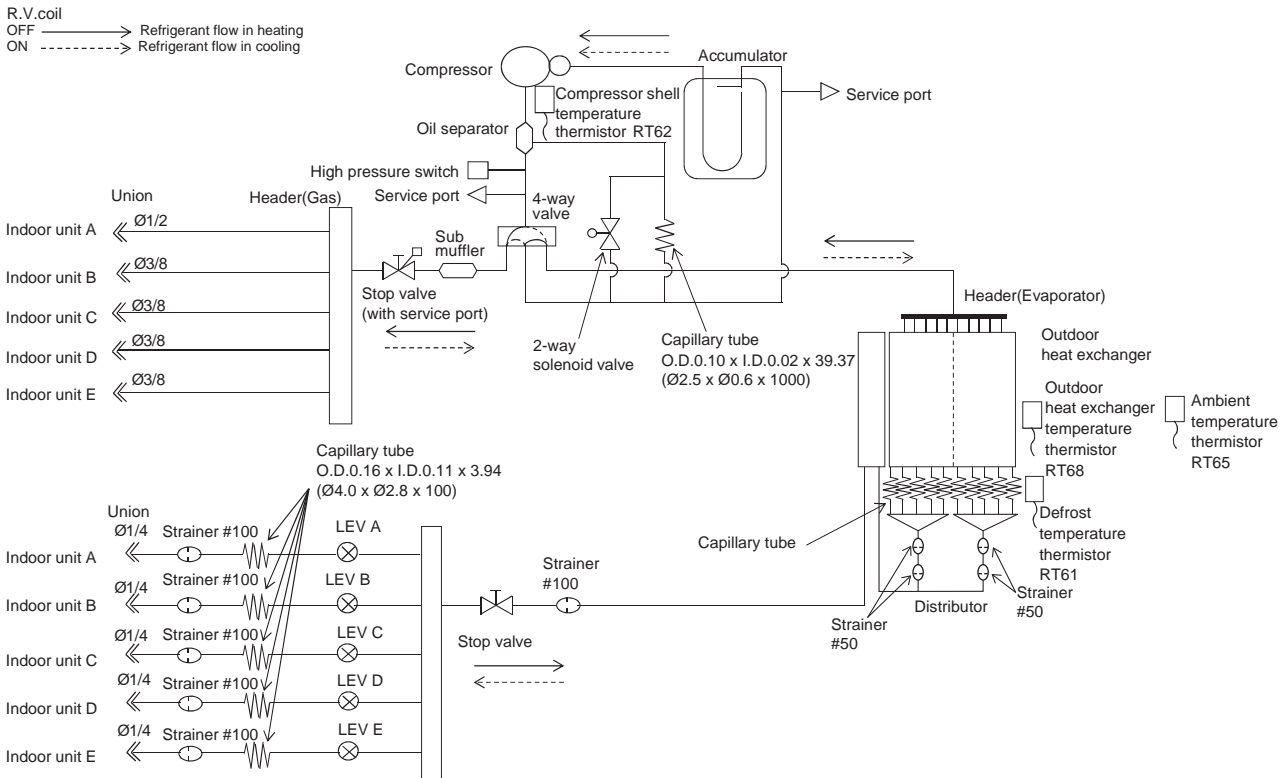 R.V.coil
OFF Refrigerant flow in heating
ON Refrigerant flow in cooling
Compressor
Accumulator
Service port
Compressor shell
temperature
thermistor RT62
Oil separator
High pressure switch
Service port
4-way
valve
Union
Header(Gas)
Indoor unit A
Ø1/2
Indoor unit B
Ø3/8
Indoor unit C
Ø3/8
Indoor unit D
Ø3/8
Indoor unit E
Ø3/8
Sub
muffler
Stop valve
(with service port)
2-way
solenoid valve
Capillary tube
O.D.0.10 x I.D.0.02 x 39.37
(Ø2.5 x Ø0.6 x 1000)
Header(Evaporator)
Outdoor
heat exchanger
Outdoor
heat exchanger
temperature
thermistor
RT68
Ambient
temperature
thermistor
RT65
Capillary tube
O.D.0.16 x I.D.0.11 x 3.94
(Ø4.0 x Ø2.8 x 100)
Union
Indoor unit A
Ø1/4
Strainer #100
LEV A
Indoor unit B
Ø1/4
Strainer #100
LEV B
Indoor unit C
Ø1/4
Strainer #100
LEV C
Indoor unit D
Ø1/4
Strainer #100
LEV D
Indoor unit E
Ø1/4
Strainer #100
LEV E
Stop valve
Strainer
#100
Capillary tube
Defrost
temperature
thermistor
RT61
Distributor
Strainer
#50
Strainer
#50